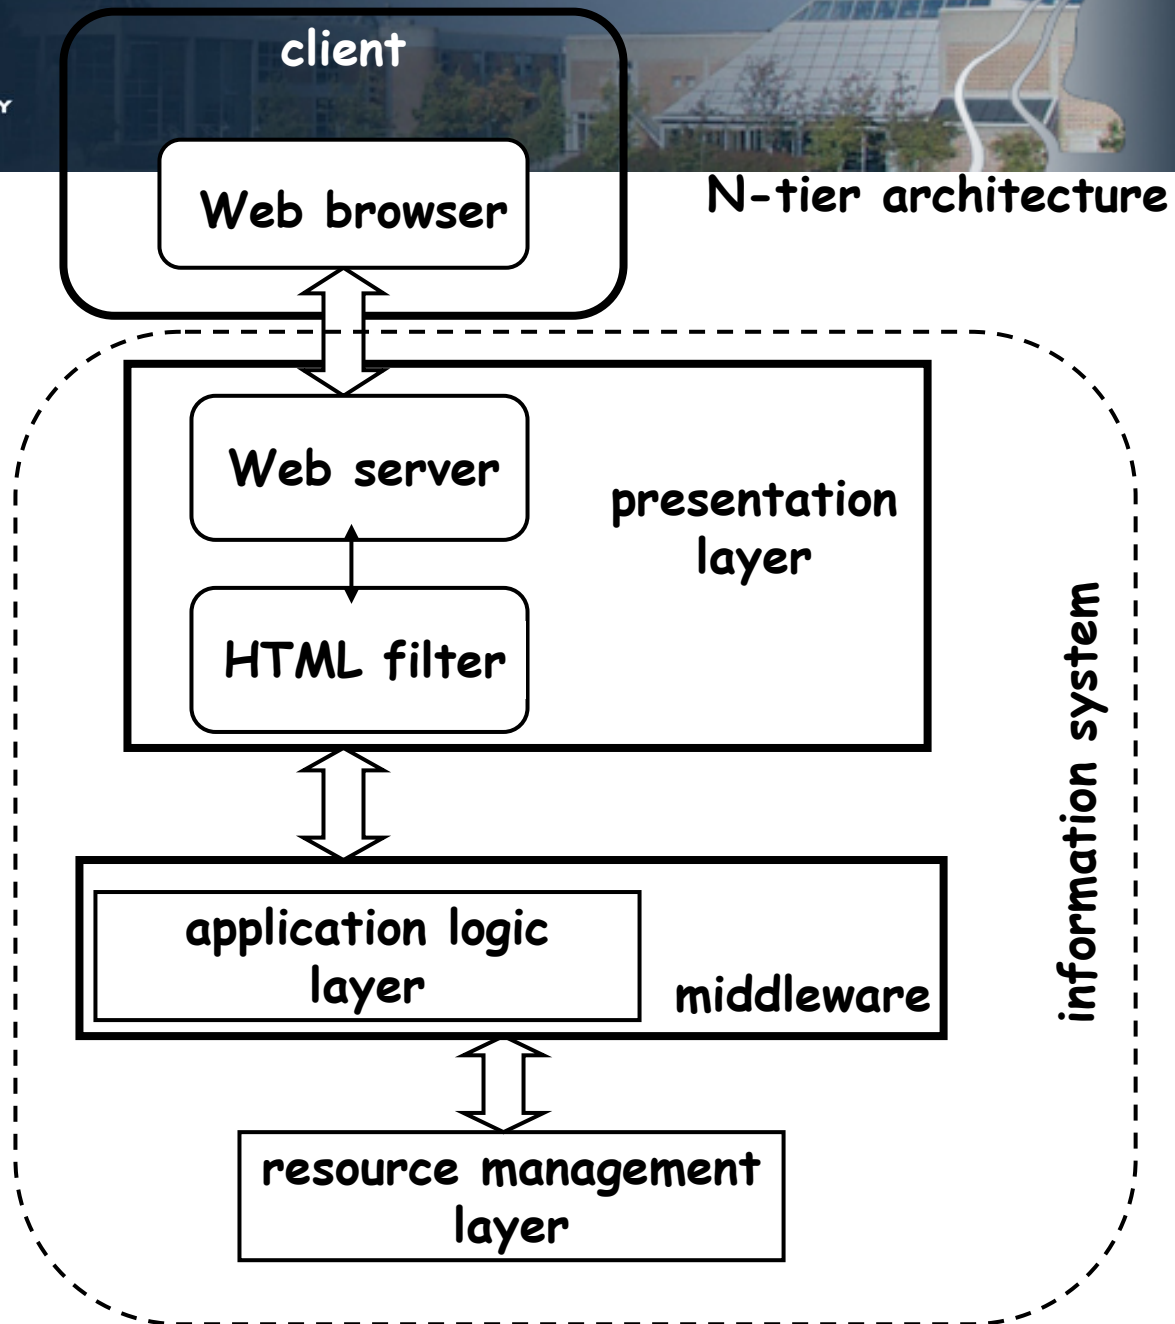 client
Web browser
N-tier architecture
Web server
presentation
layer
HTML filter
information system
application logic
layer
middleware
resource management
layer